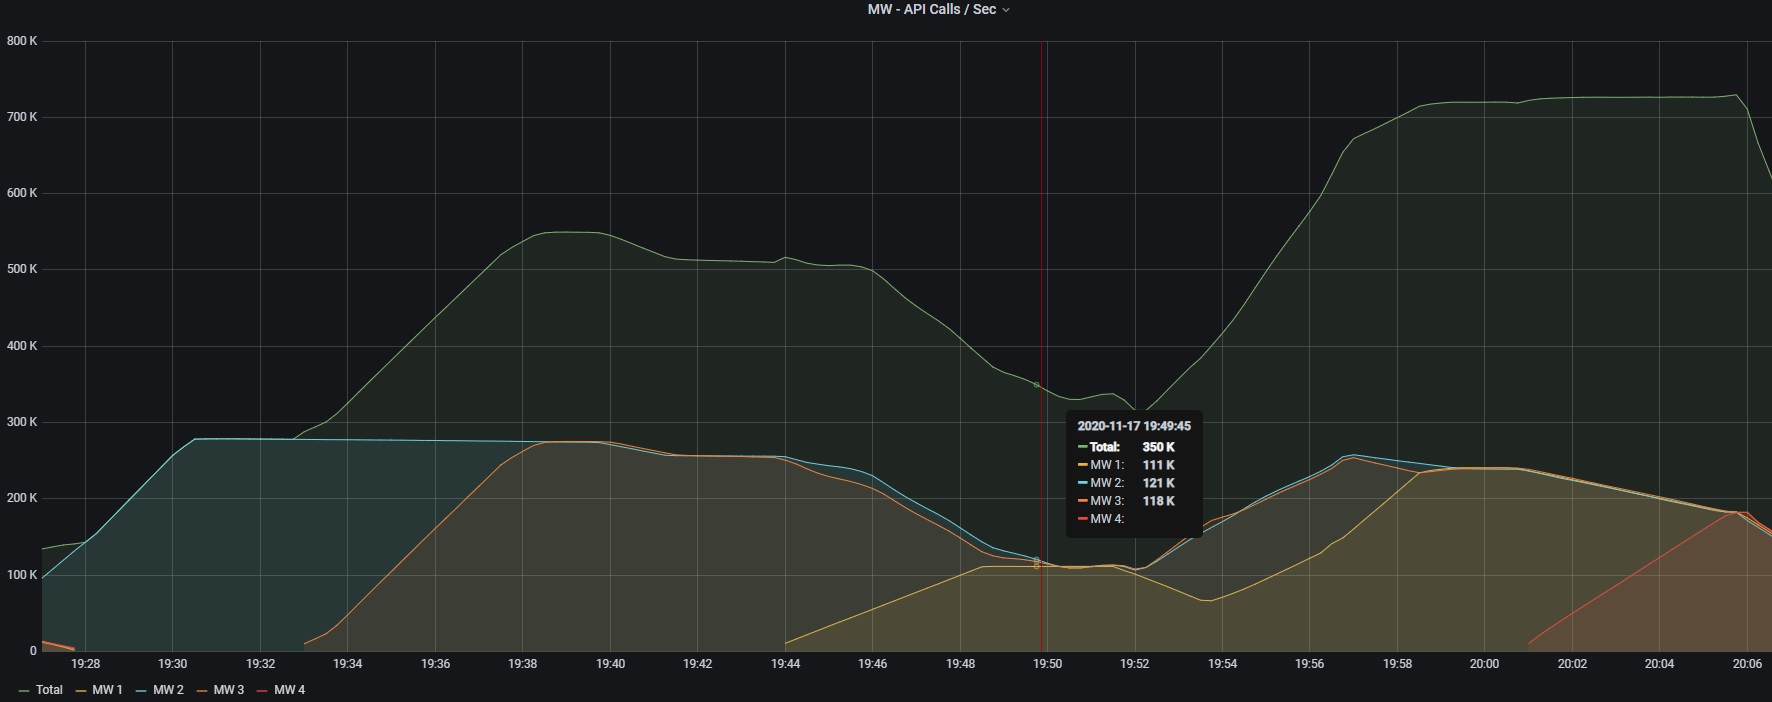 MW - API Calls / Sec
800 K
700 K
600 K
500 K
400 K
300 K
200 K
100 K
0
2020-11-17 19:49:45
Total: 350 K
MW 1: 111 K
MW 2: 121 K
MW 3: 118 K
MW 4:
19:28 19:30 19:32 19:34 19:36 19:38 19:40 19:42 19:44 19:46 19:48 19:50 19:52 19:54 19:56 19:58 20:00 20:02 20:04 20:06
Total MW 1 MW 2 MW 3 MW 4